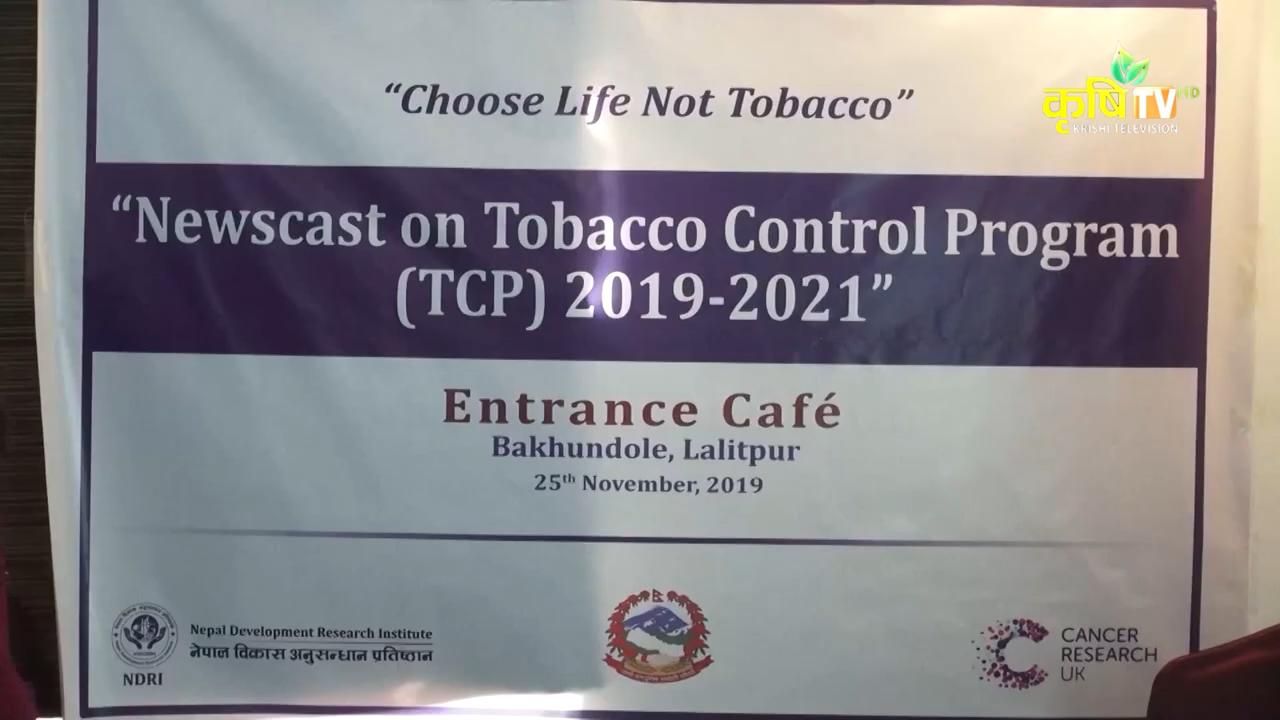 “Choose Life Not Tobacco”
कृषि TV HD
KRISHI TELEVISION
“Newscast on Tobacco Control Program
(TCP) 2019-2021”
Entrance Café
Bakhundole, Lalitpur
25th November, 2019
Nepal Development Research Institute
नेपाल विकास अनुसन्धान प्रतिष्ठान
NDRI
CANCER
RESEARCH
UK